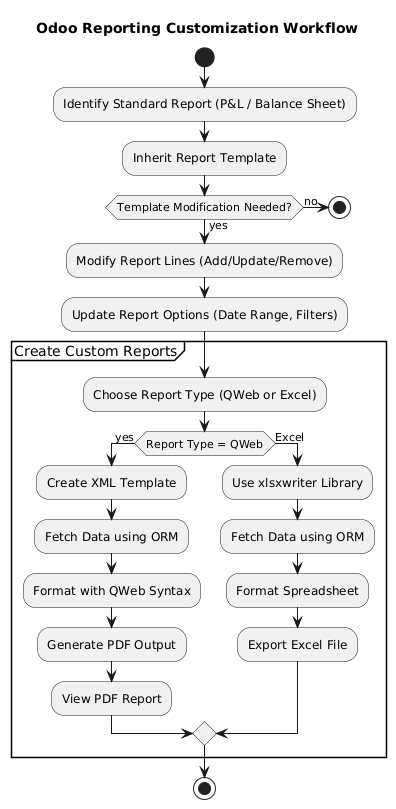 Odoo Reporting Customization Workflow
Identify Standard Report (P&L / Balance Sheet)
Inherit Report Template
Template Modification Needed?
no
yes
Modify Report Lines (Add/Update/Remove)
Update Report Options (Date Range, Filters)
Create Custom Reports
Choose Report Type (QWeb or Excel)
yes
Report Type = QWeb
Excel
Create XML Template
Use xlsxwriter Library
Fetch Data using ORM
Fetch Data using ORM
Format with QWeb Syntax
Format Spreadsheet
Generate PDF Output
Export Excel File
View PDF Report